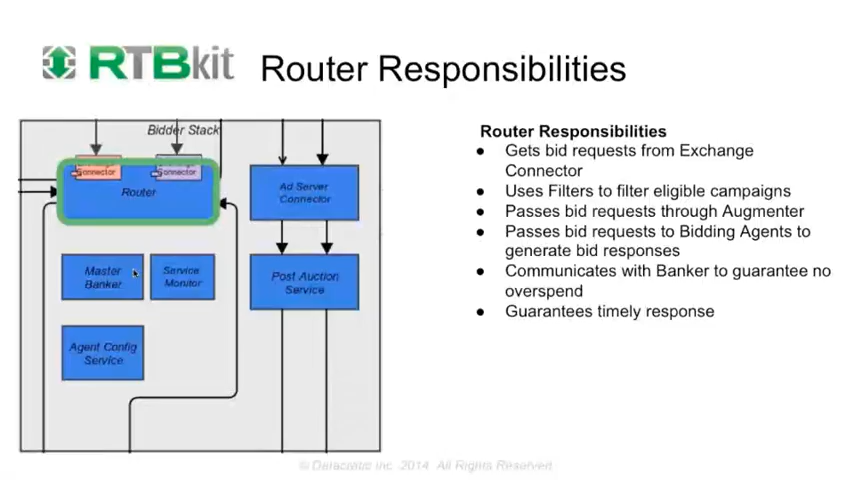 RTBkit
Router Responsibilities
Bidder Stack
Connector
Connector
Router
Ad Server
Connector
Master
Banker
Service
Monitor
Post Auction
Service
Agent Config
Service
Router Responsibilities
● Gets bid requests from Exchange
Connector
● Uses Filters to filter eligible campaigns
● Passes bid requests through Augmenter
● Passes bid requests to Bidding Agents to
generate bid responses
● Communicates with Banker to guarantee no
overspend
● Guarantees timely response
© Datacratic Inc. 2014. All Rights Reserved.